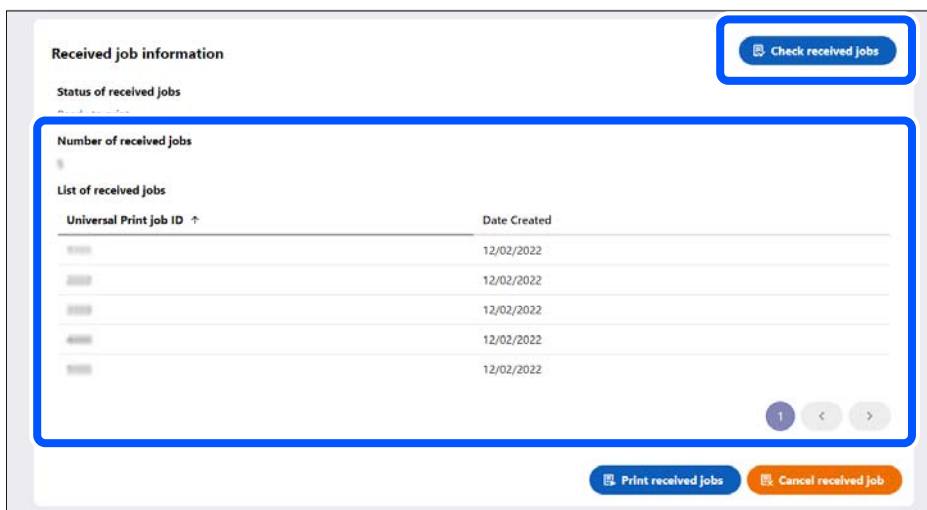 Received job information
Check received jobs
Status of received jobs
Number of received jobs
List of received jobs
Universal Print job ID ↑ Date Created
12/02/2022
12/02/2022
12/02/2022
12/02/2022
12/02/2022
1 < >
Print received jobs Cancel received job